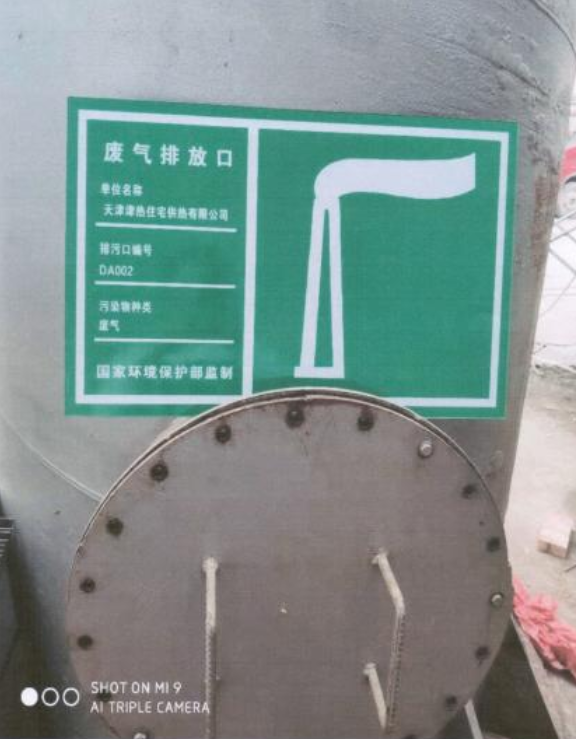 废气排放口
单位名称
天津津热住宅供热有限公司
排污口编号
DA002
污染物种类
废气
国家环境保护部监制
SHOT ON MI 9
AI TRIPLE CAMERA